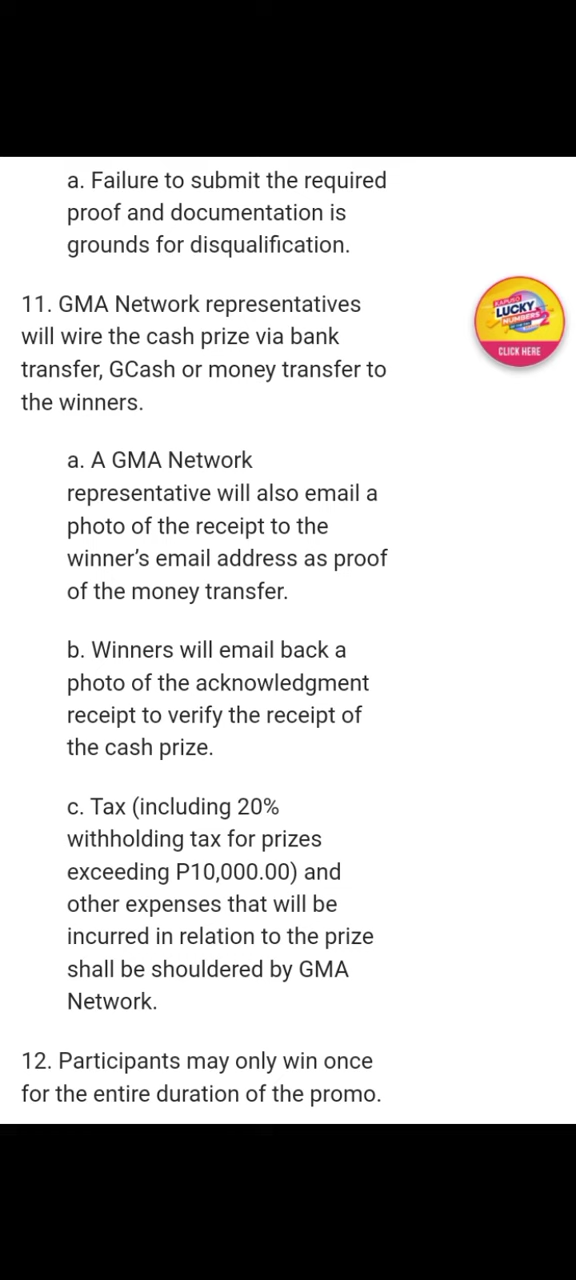 a. Failure to submit the required
proof and documentation is
grounds for disqualification.
11. GMA Network representatives
will wire the cash prize via bank
transfer, GCash or money transfer to
the winners.
KAPUSO
LUCKY
NUMBERS
2
CLICK HERE
a. A GMA Network
representative will also email a
photo of the receipt to the
winner’s email address as proof
of the money transfer.
b. Winners will email back a
photo of the acknowledgment
receipt to verify the receipt of
the cash prize.
c. Tax (including 20%
withholding tax for prizes
exceeding P10,000.00) and
other expenses that will be
incurred in relation to the prize
shall be shouldered by GMA
Network.
12. Participants may only win once
for the entire duration of the promo.